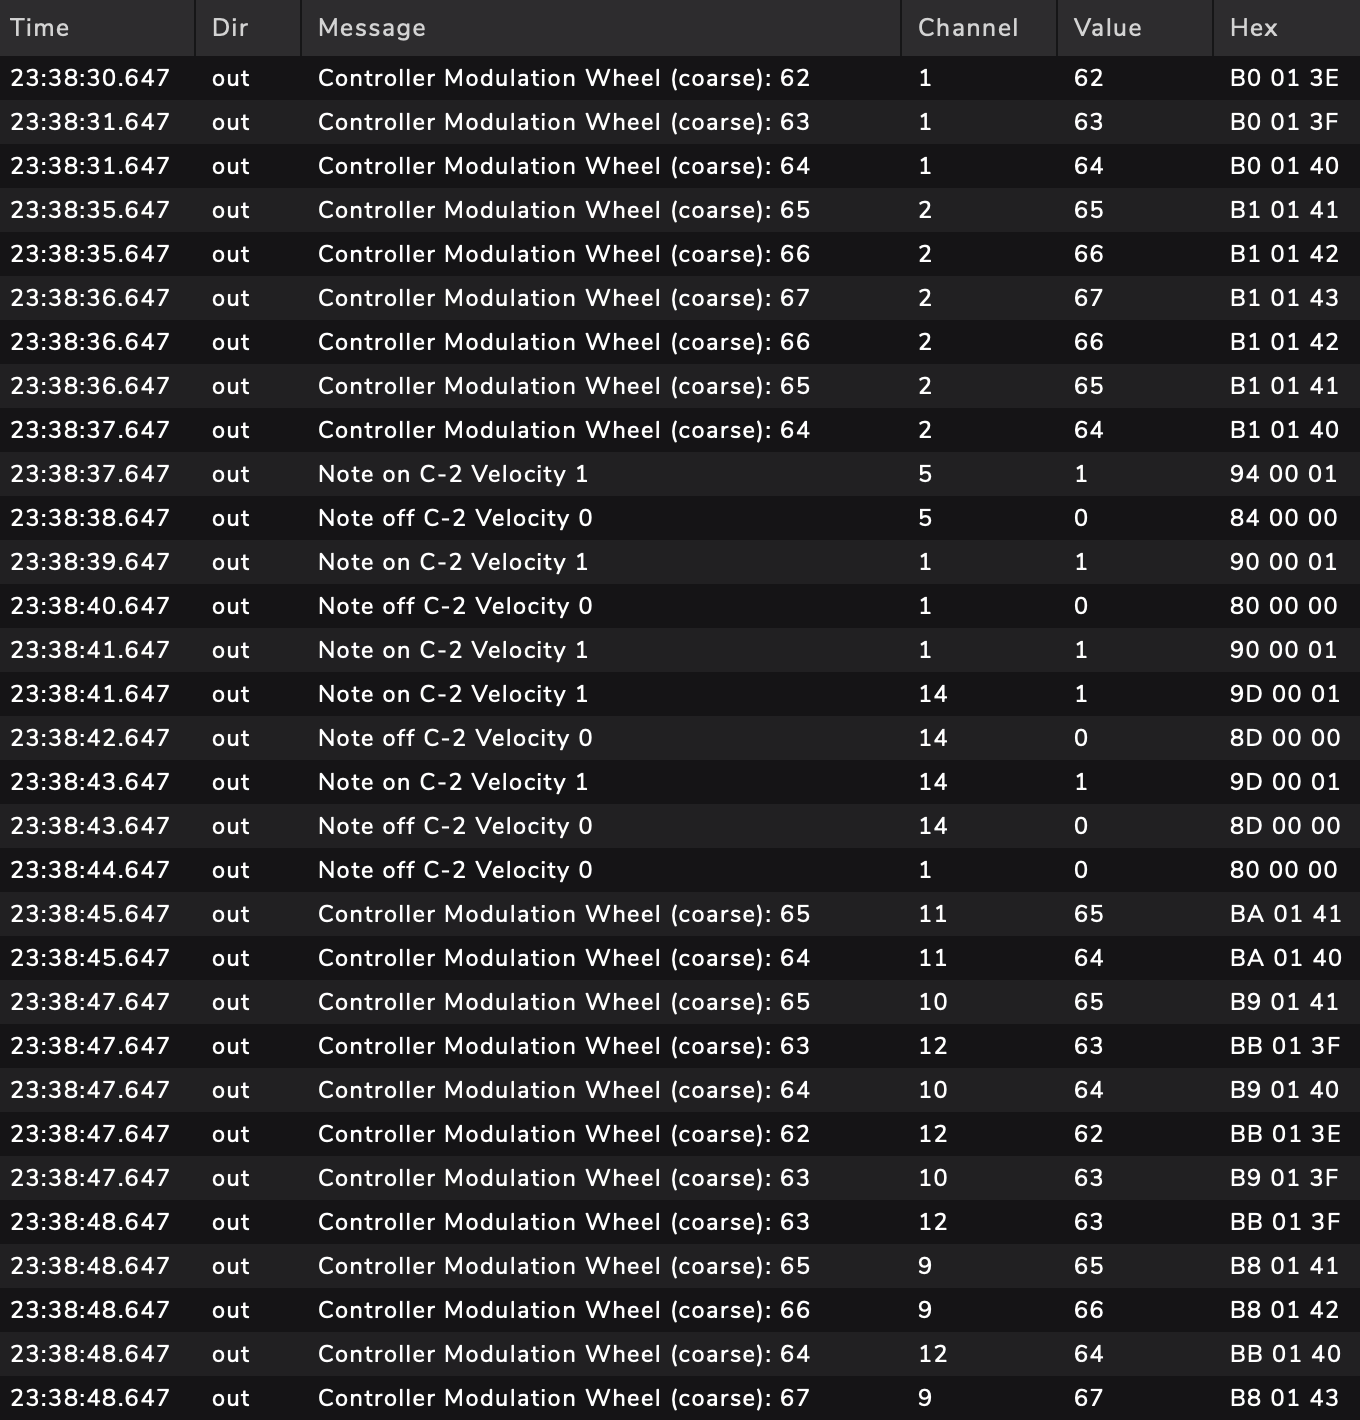 Time Dir Message Channel Value Hex
23:38:30.647 out Controller Modulation Wheel (coarse): 62 1 62 B0 01 3E
23:38:31.647 out Controller Modulation Wheel (coarse): 63 1 63 B0 01 3F
23:38:31.647 out Controller Modulation Wheel (coarse): 64 1 64 B0 01 40
23:38:35.647 out Controller Modulation Wheel (coarse): 65 2 65 B1 01 41
23:38:35.647 out Controller Modulation Wheel (coarse): 66 2 66 B1 01 42
23:38:36.647 out Controller Modulation Wheel (coarse): 67 2 67 B1 01 43
23:38:36.647 out Controller Modulation Wheel (coarse): 66 2 66 B1 01 42
23:38:36.647 out Controller Modulation Wheel (coarse): 65 2 65 B1 01 41
23:38:37.647 out Controller Modulation Wheel (coarse): 64 2 64 B1 01 40
23:38:37.647 out Note on C-2 Velocity 1 5 1 94 00 01
23:38:38.647 out Note off C-2 Velocity 0 5 0 84 00 00
23:38:39.647 out Note on C-2 Velocity 1 1 1 90 00 01
23:38:40.647 out Note off C-2 Velocity 0 1 0 80 00 00
23:38:41.647 out Note on C-2 Velocity 1 1 1 90 00 01
23:38:41.647 out Note on C-2 Velocity 1 14 1 9D 00 01
23:38:42.647 out Note off C-2 Velocity 0 14 0 8D 00 00
23:38:43.647 out Note on C-2 Velocity 1 14 1 9D 00 01
23:38:43.647 out Note off C-2 Velocity 0 14 0 8D 00 00
23:38:44.647 out Note off C-2 Velocity 0 1 0 80 00 00
23:38:45.647 out Controller Modulation Wheel (coarse): 65 11 65 BA 01 41
23:38:45.647 out Controller Modulation Wheel (coarse): 64 11 64 BA 01 40
23:38:47.647 out Controller Modulation Wheel (coarse): 65 10 65 B9 01 41
23:38:47.647 out Controller Modulation Wheel (coarse): 63 12 63 BB 01 3F
23:38:47.647 out Controller Modulation Wheel (coarse): 64 10 64 B9 01 40
23:38:47.647 out Controller Modulation Wheel (coarse): 62 12 62 BB 01 3E
23:38:47.647 out Controller Modulation Wheel (coarse): 63 10 63 B9 01 3F
23:38:48.647 out Controller Modulation Wheel (coarse): 63 12 63 BB 01 3F
23:38:48.647 out Controller Modulation Wheel (coarse): 65 9 65 B8 01 41
23:38:48.647 out Controller Modulation Wheel (coarse): 66 9 66 B8 01 42
23:38:48.647 out Controller Modulation Wheel (coarse): 64 12 64 BB 01 40
23:38:48.647 out Controller Modulation Wheel (coarse): 67 9 67 B8 01 43